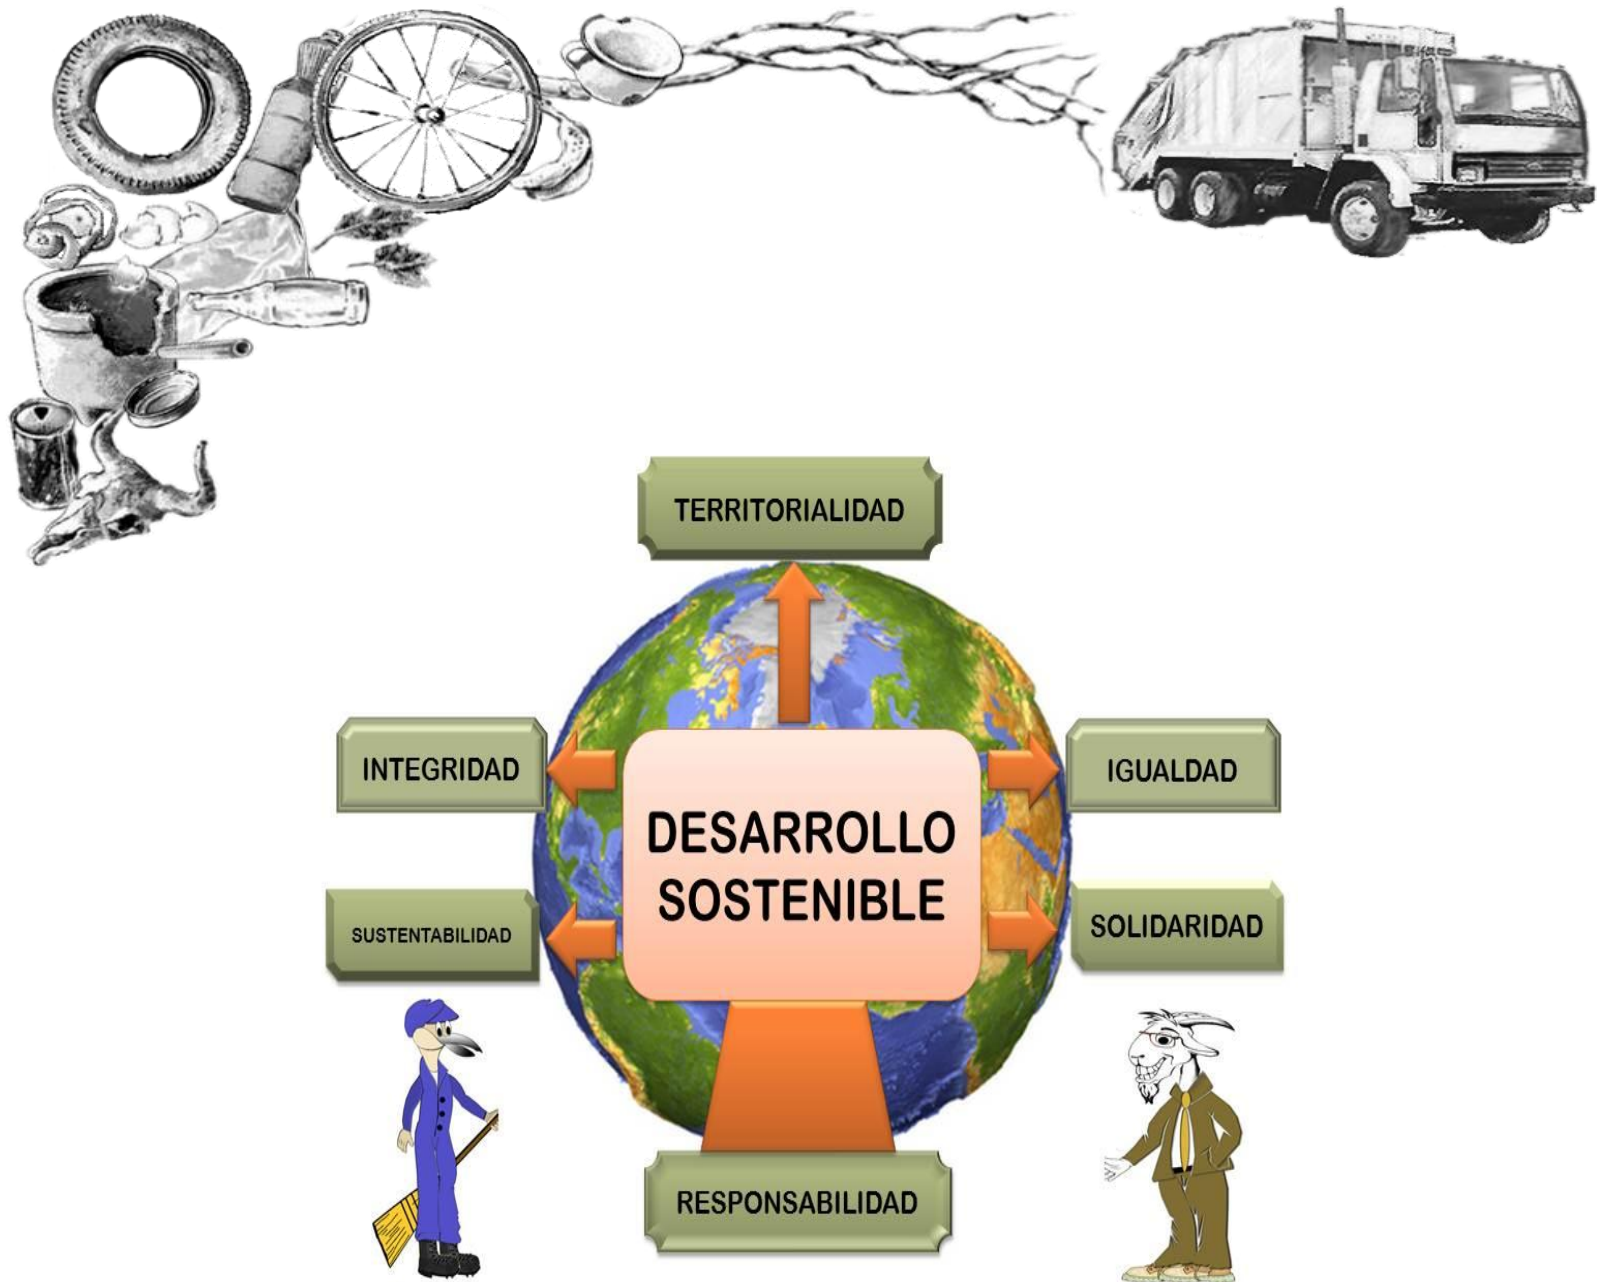 TERRITORIALIDAD
INTEGRIDAD
IGUALDAD
DESARROLLO
SOSTENIBLE
SUSTENTABILIDAD
SOLIDARIDAD
RESPONSABILIDAD